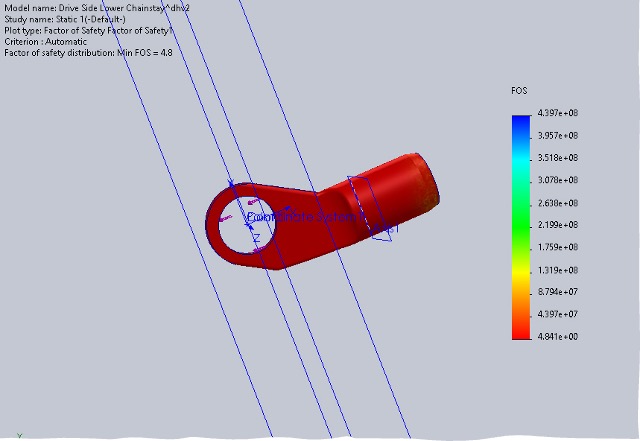 Model name: Drive Side Lower Chainstay^dhv2
Study name: Static 1(-Default-)
Plot type: Factor of Safety Factor of Safety1
Criterion : Automatic
Factor of safety distribution: Min FOS = 4.8
FOS
4.397e+08
3.957e+08
3.518e+08
3.078e+08
2.638e+08
2.199e+08
1.759e+08
1.319e+08
8.794e+07
4.397e+07
4.841e+00
Z
Y